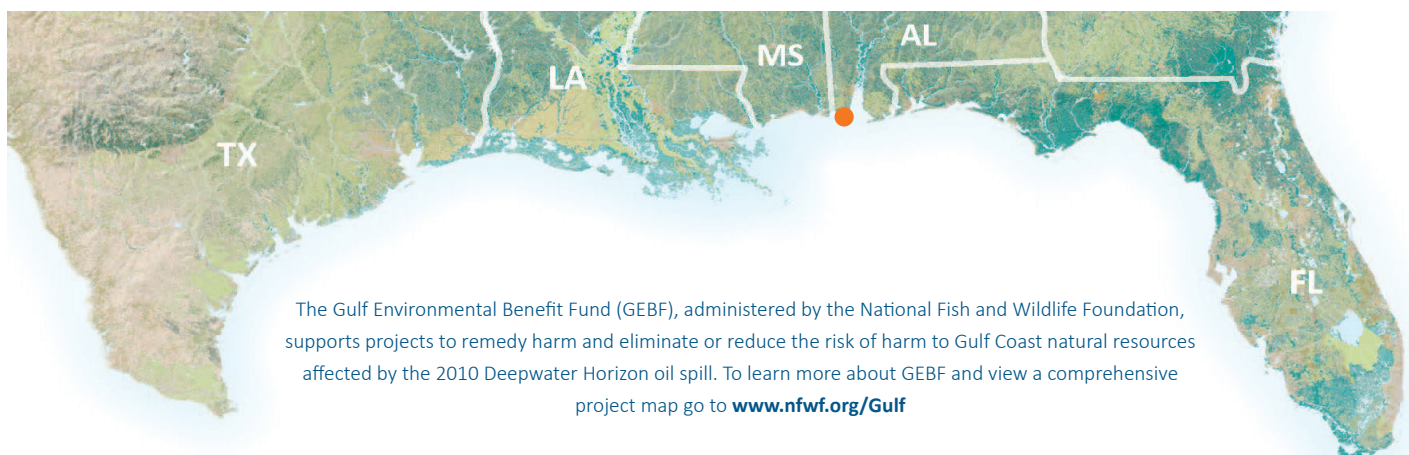 AL
MS
LA
TX
FL
The Gulf Environmental Benefit Fund (GEBF), administered by the National Fish and Wildlife Foundation,
supports projects to remedy harm and eliminate or reduce the risk of harm to Gulf Coast natural resources
affected by the 2010 Deepwater Horizon oil spill. To learn more about GEBF and view a comprehensive
project map go to www.nfwf.org/Gulf